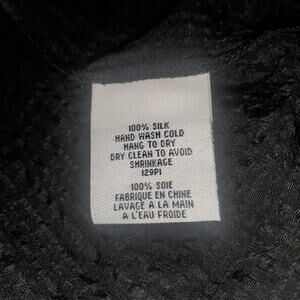 100% SILK
HAND WASH COLD
HANG TO DRY
DRY CLEAN TO AVOID
SHRINKAGE
129PI
100% SOIE
FABRIQUE EN CHINE
LAVAGE A LA MAIN
A L'EAU FROIDE